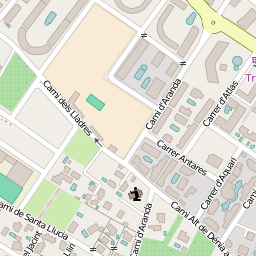 Tr
Camí dels Lladres
Camí d'Aranda
Carrer d'Atlas
Carrer Antares
Carrer d'Aquari
Camí de Santa Llúcia
Camí d'Aranda
Camí Alt de Dénia a